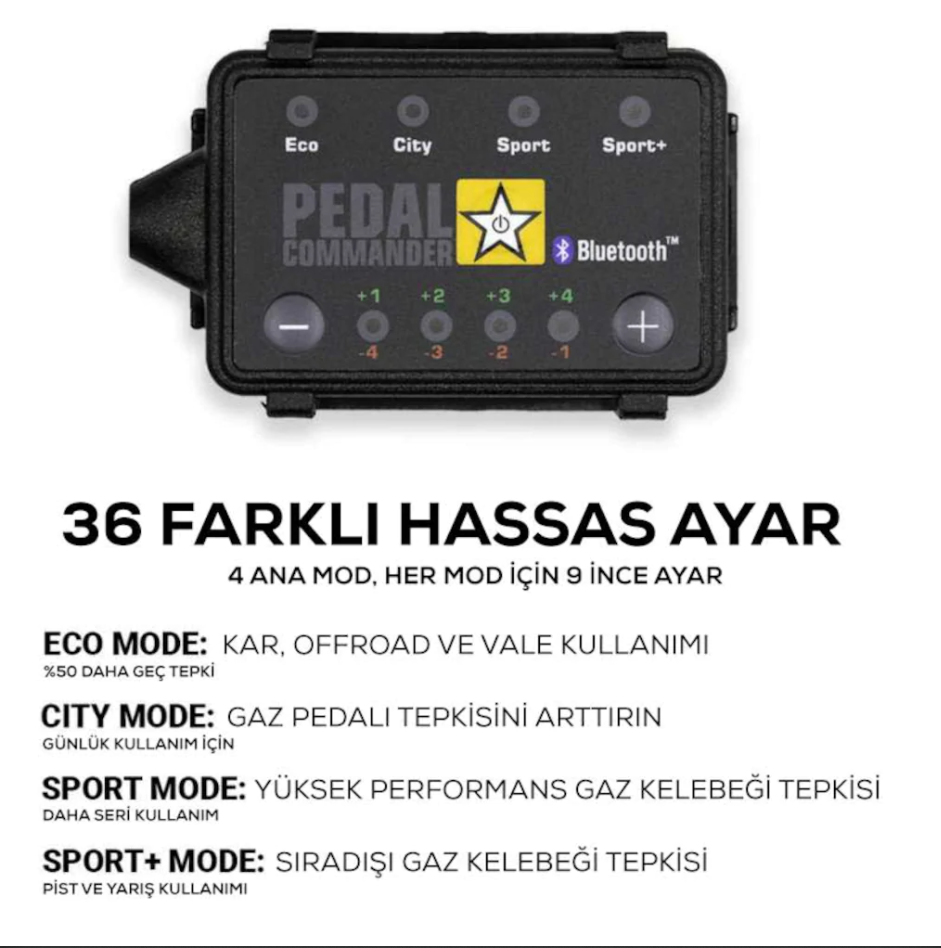 Eco City Sport Sport+
PEDAL
COMMANDER
Bluetooth™
+1 +2 +3 +4
-4 -3 -2 -1
36 FARKLI HASSAS AYAR
4 ANA MOD, HER MOD İÇİN 9 İNCE AYAR
ECO MODE: KAR, OFFROAD VE VALE KULLANIMI
%50 DAHA GEÇ TEPKİ
CITY MODE: GAZ PEDALI TEPKİSİNİ ARTTIRIN
GÜNLÜK KULLANIM İÇİN
SPORT MODE: YÜKSEK PERFORMANS GAZ KELEBEĞİ TEPKİSİ
DAHA SERİ KULLANIM
SPORT+ MODE: SIRADIŞI GAZ KELEBEĞİ TEPKİSİ
PİST VE YARIŞ KULLANIMI